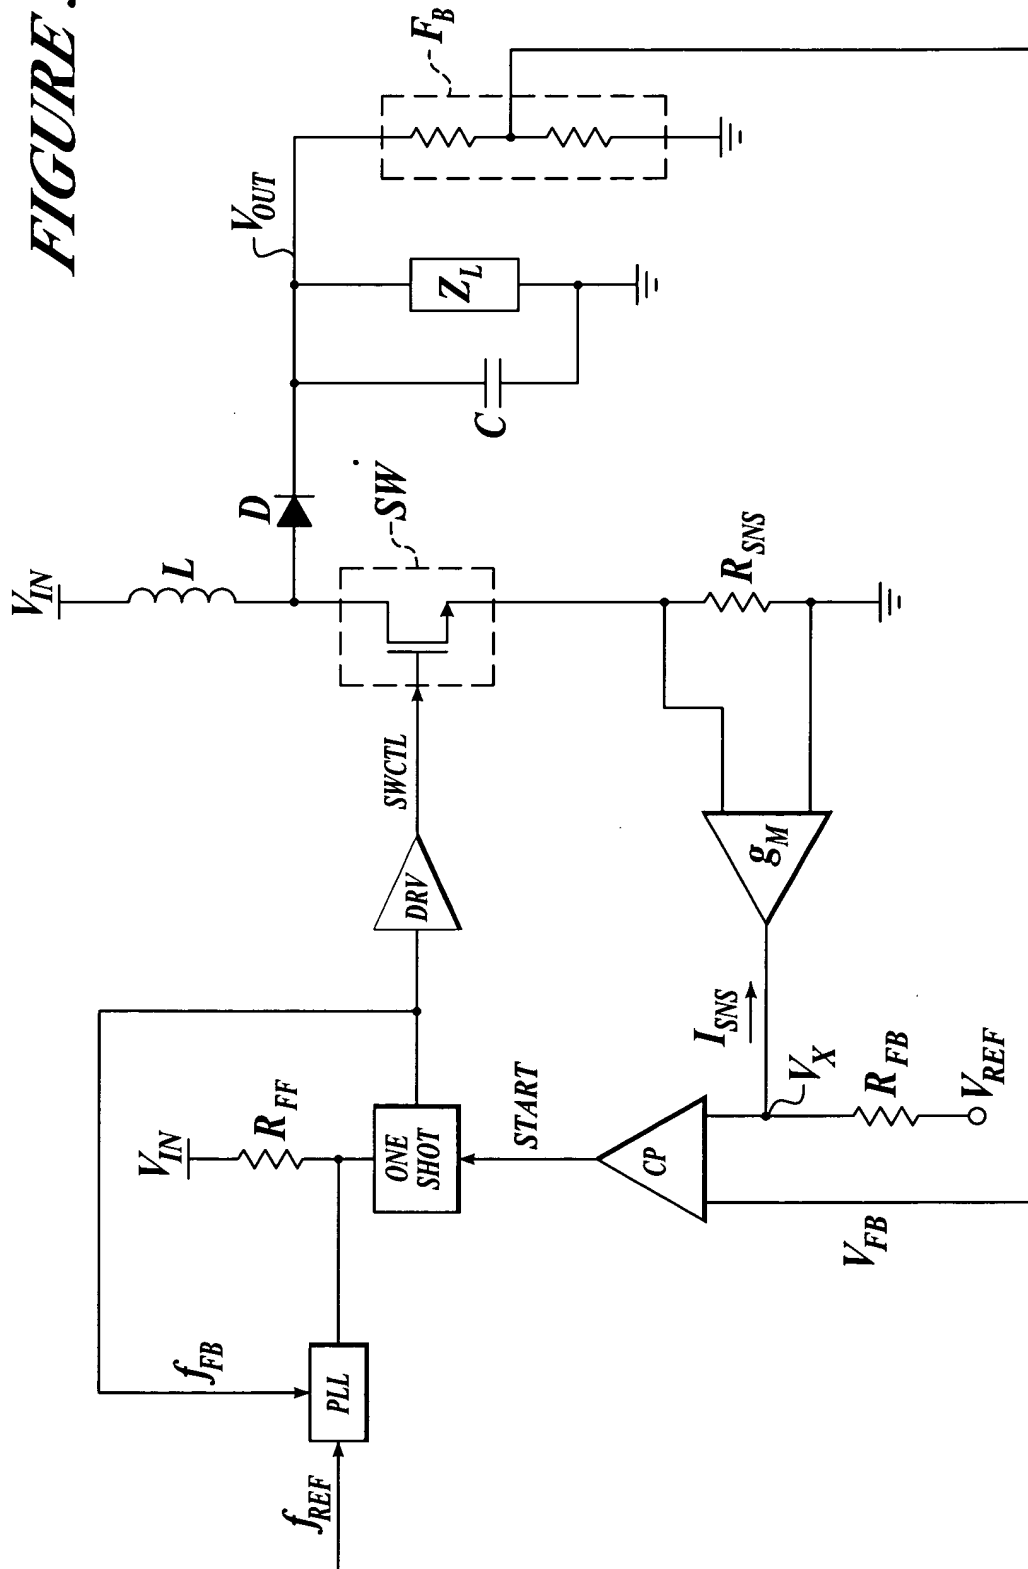 FIGURE
V_IN
L
D
V_OUT
F_B
SW
C
Z_L
SWCTL
DRV
R_SNS
g_M
I_SNS
V_X
R_FB
V_REF
V_IN
R_FF
ONE SHOT
START
CP
V_FB
f_FB
PLL
f_REF